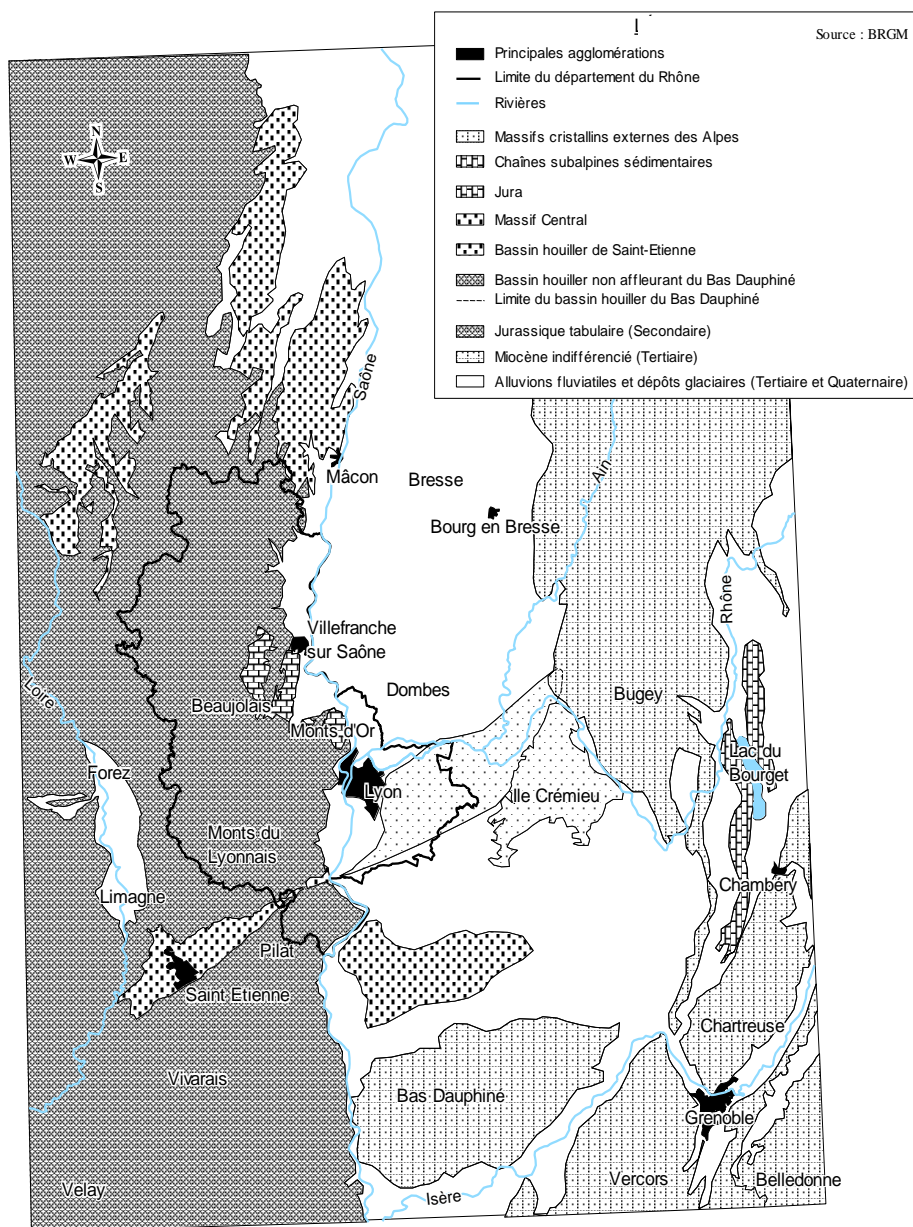 Source : BRGM
Principales agglomérations
Limite du département du Rhône
Rivières
Massifs cristallins externes des Alpes
Chaînes subalpines sédimentaires
Jura
Massif Central
Bassin houiller de Saint-Etienne
Bassin houiller non affleurant du Bas Dauphiné
Limite du bassin houiller du Bas Dauphiné
Jurassique tabulaire (Secondaire)
Miocène indifférencié (Tertiaire)
Alluvions fluviatiles et dépôts glaciaires (Tertiaire et Quaternaire)
N
W E
S
Saône
Mâcon
Bresse
Ain
Bourg en Bresse
Rhône
Villefranche
sur Saône
Loire
Dombes
Bugey
Beaujolais
Monts d'Or
Lac du
Bourget
Forez
Lyon
Ile Crémieu
Monts du
Lyonnais
Chambéry
Limagne
Pilat
Saint Etienne
Chartreuse
Vivarais
Bas Dauphiné
Grenoble
Velay
Isère
Vercors
Belledonne